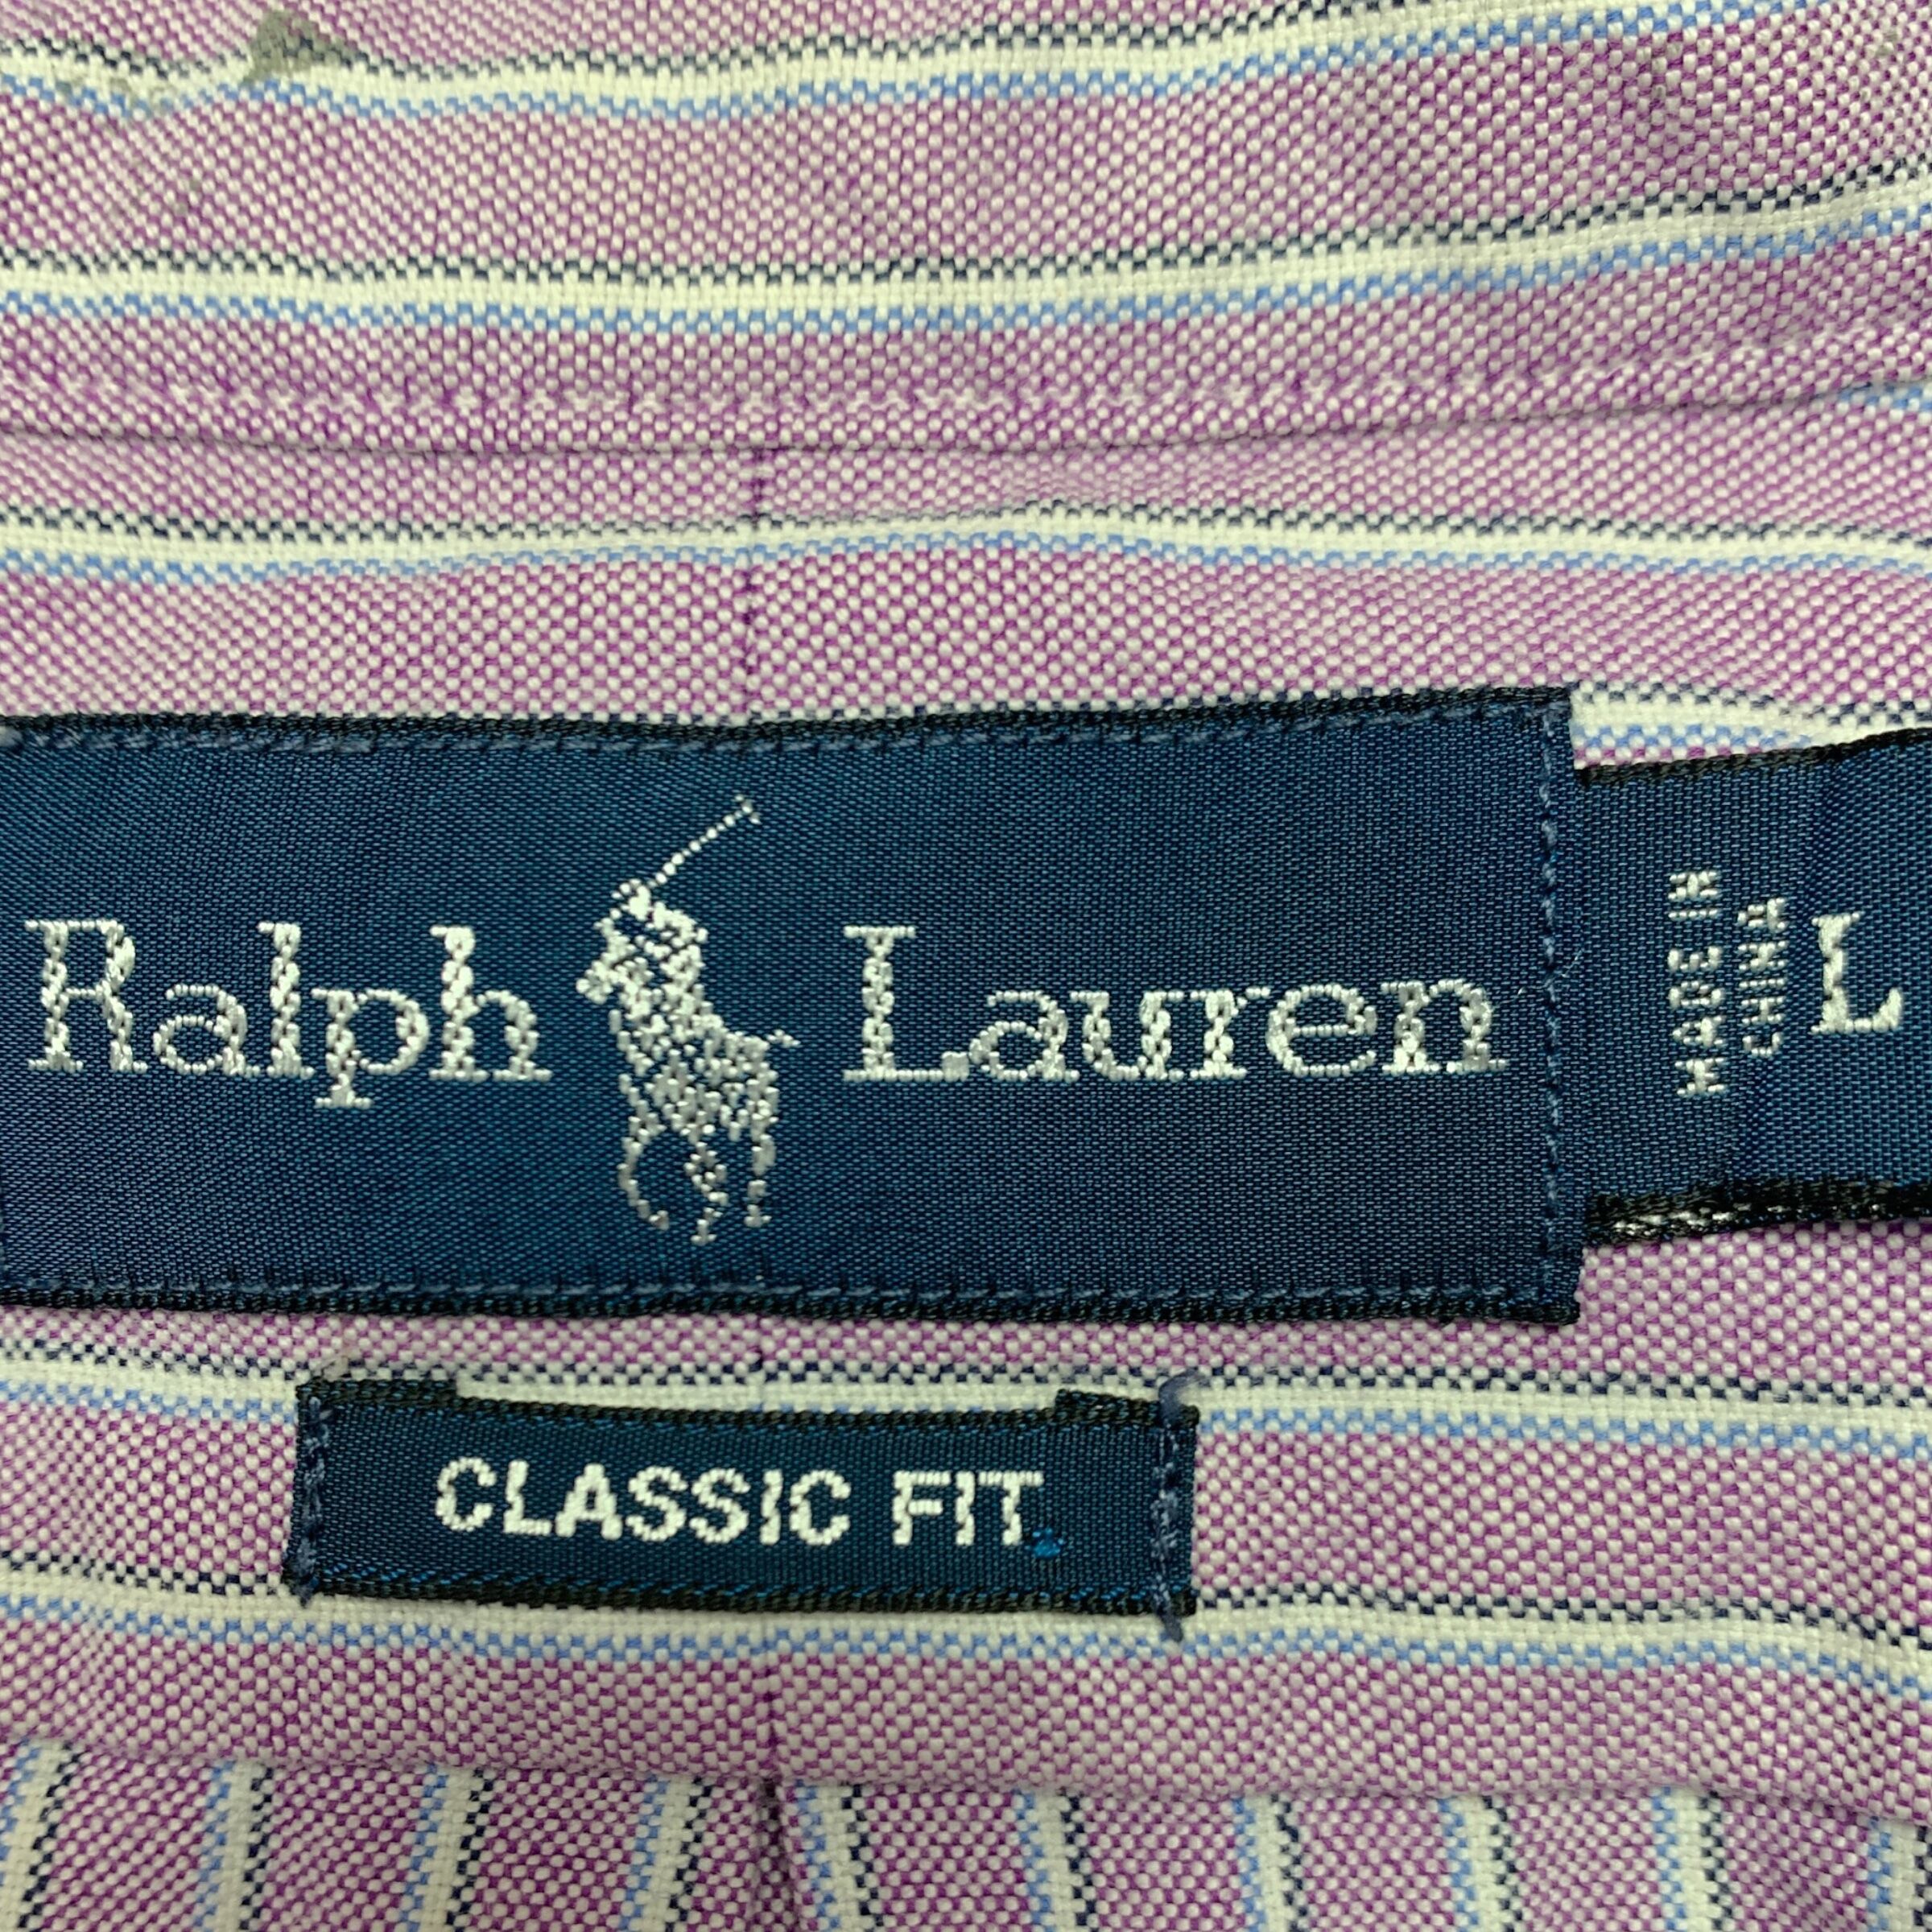 Ralph Lauren
MADE IN
CHINA
L
CLASSIC FIT